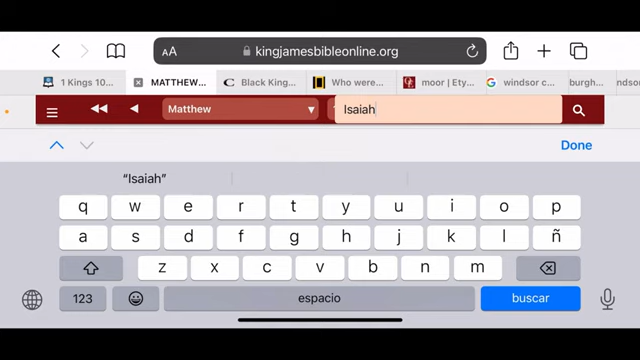 AA kingjamesbibleonline.org
1 Kings 10... MATTHEW... Black King... Who were... moor | Ety... windsor c... burgh...
Matthew Isaiah
Done
“Isaiah”
q w e r t y u i o p
a s d f g h j k l ñ
z x c v b n m
123 espacio buscar